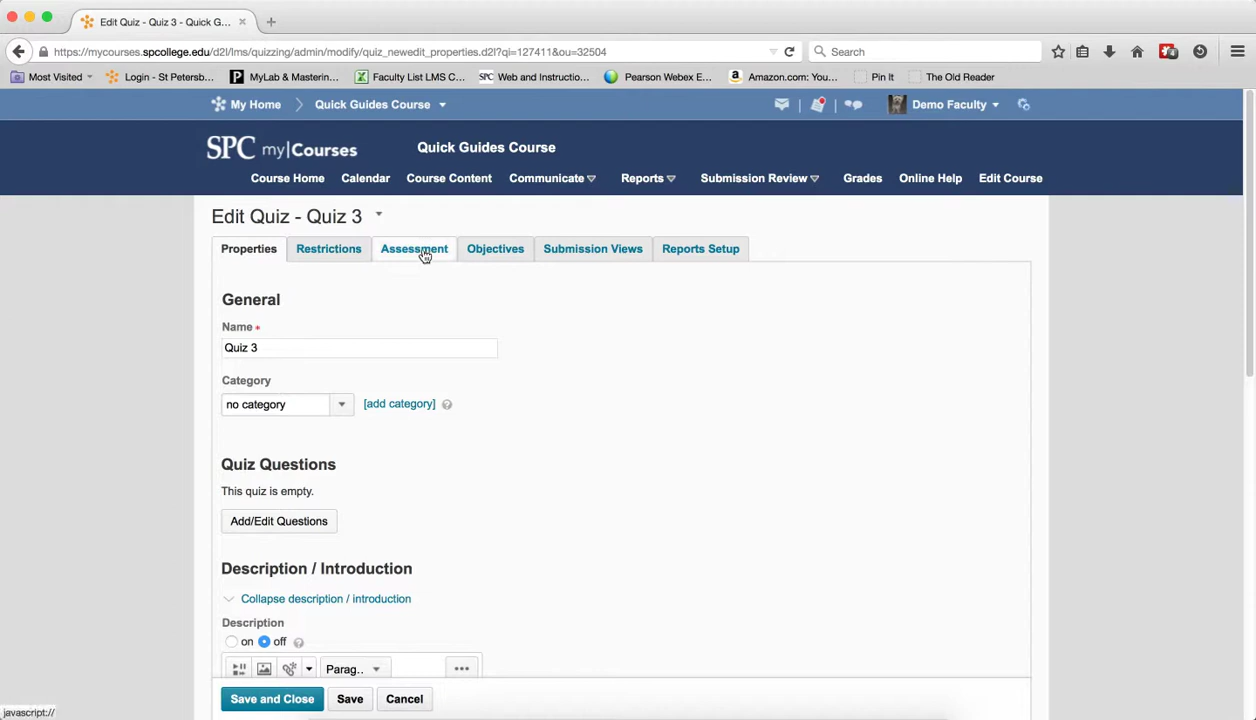 Edit Quiz - Quiz 3 - Quick G...
https://mycourses.spcollege.edu/d2l/lms/quizzing/admin/modify/quiz_newedit_properties.d2l?qi=127411&ou=32504
Search
Most Visited
Login - St Petersb...
P MyLab & Mastering...
Faculty List LMS C...
SPC Web and Instructio...
Pearson Webex E...
Amazon.com: You...
Pin It
The Old Reader
My Home
Quick Guides Course
Demo Faculty
SPC my|Courses
Quick Guides Course
Course Home
Calendar
Course Content
Communicate
Reports
Submission Review
Grades
Online Help
Edit Course
Edit Quiz - Quiz 3
Properties
Restrictions
Assessment
Objectives
Submission Views
Reports Setup
General
Name *
Quiz 3
Category
no category
[add category]
Quiz Questions
This quiz is empty.
Add/Edit Questions
Description / Introduction
Collapse description / introduction
Description
on off
Parag..
Save and Close
Save
Cancel
javascript://